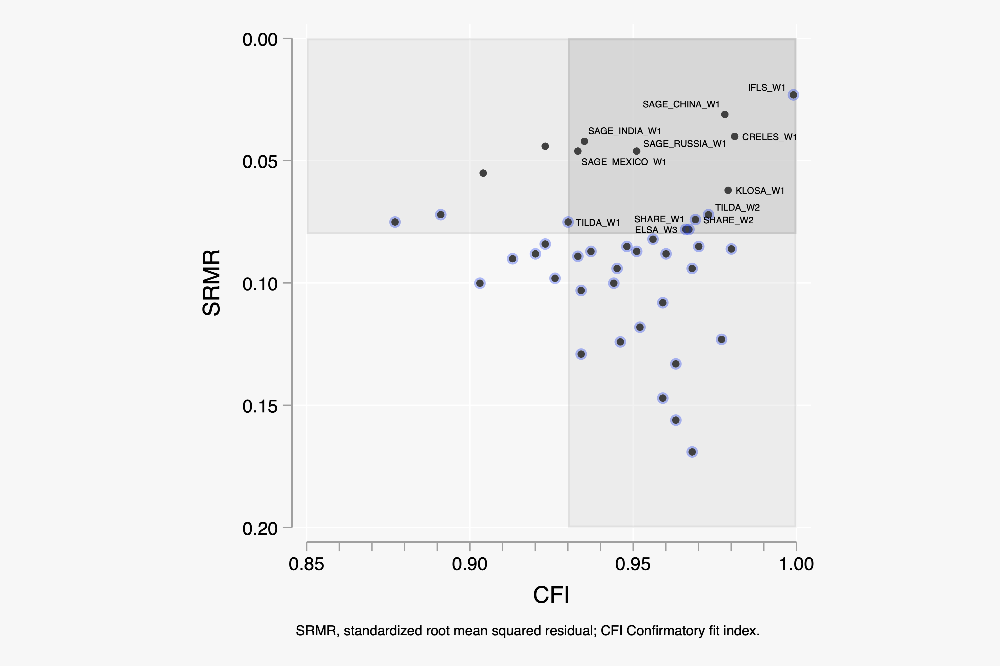 0.00
IFLS_W1
SAGE_CHINA_W1
SAGE_INDIA_W1
CRELES_W1
SAGE_RUSSIA_W1
0.05
SAGE_MEXICO_W1
KLOSA_W1
TILDA_W2
SHARE_W1
SHARE_W2
TILDA_W1
ELSA_W3
SRMR
0.10
0.15
0.20
0.85
0.90
0.95
1.00
CFI
SRMR, standardized root mean squared residual; CFI Confirmatory fit index.